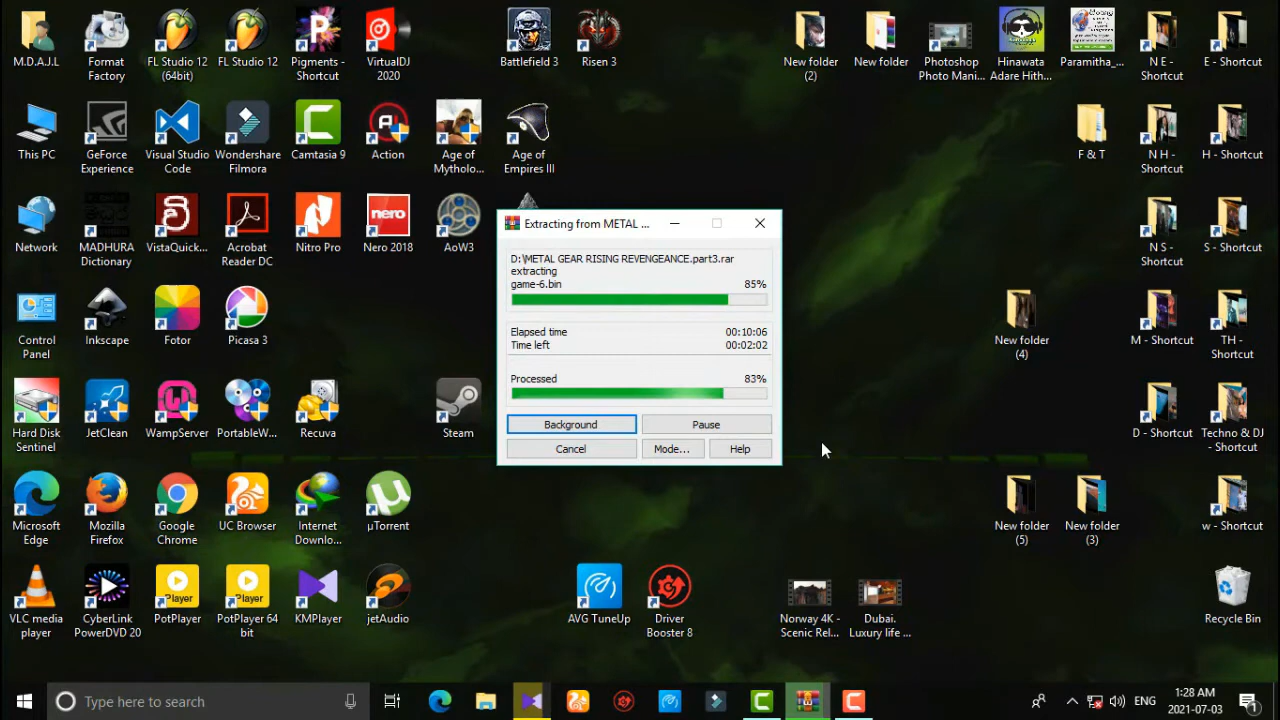 M.D.A.J.L
Format
Factory
FL Studio 12
(64bit)
FL Studio 12
Pigments -
Shortcut
VirtualDJ
2020
Battlefield 3
Risen 3
New folder
(2)
New folder
Photoshop
Photo Mani...
Hinawata
Adare Hith...
Paramitha_...
N E -
Shortcut
E - Shortcut
This PC
GeForce
Experience
Visual Studio
Code
Wondershare
Filmora
Camtasia 9
Action
Age of
Mytholo...
Age of
Empires III
F & T
N H -
Shortcut
H - Shortcut
Network
MADHURA
Dictionary
VistaQuick...
Acrobat
Reader DC
Nitro Pro
nero
Nero 2018
AoW3
N S -
Shortcut
S - Shortcut
Extracting from METAL ...
D:\METAL GEAR RISING REVENGEANCE.part3.rar
extracting
game-6.bin 85%
Elapsed time 00:10:06
Time left 00:02:02
Processed 83%
Background Pause
Cancel Mode... Help
Control
Panel
Inkscape
Fotor
Picasa 3
New folder
(4)
M - Shortcut
TH -
Shortcut
Hard Disk
Sentinel
JetClean
WampServer
PortableW...
Recuva
Steam
D - Shortcut
Techno & DJ
- Shortcut
Microsoft
Edge
Mozilla
Firefox
Google
Chrome
UC Browser
Internet
Downlo...
µTorrent
New folder
(5)
New folder
(3)
w - Shortcut
VLC media
player
CyberLink
PowerDVD 20
Player
PotPlayer
Player
PotPlayer 64
bit
KMPlayer
jetAudio
AVG TuneUp
Driver
Booster 8
Norway 4K -
Scenic Rel...
Dubai.
Luxury life ...
Recycle Bin
Type here to search
ENG
1:28 AM
2021-07-03
1